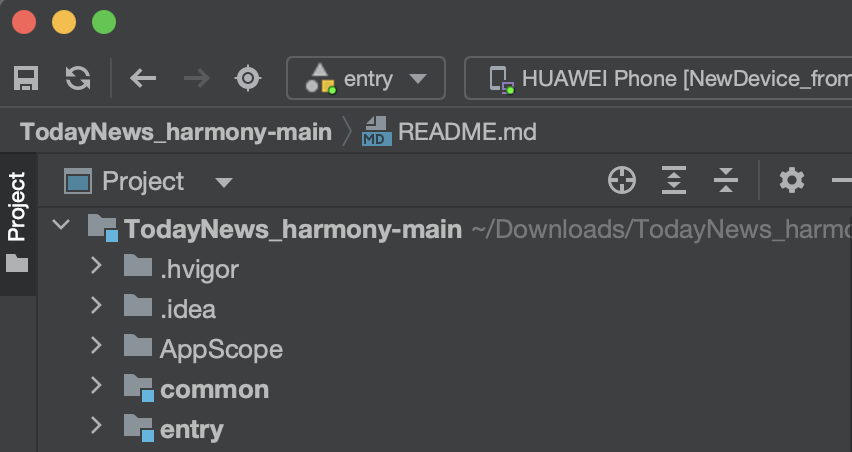 entry HUAWEI Phone [NewDevice_from
TodayNews_harmony-main README.md
MD
Project
Project
TodayNews_harmony-main ~/Downloads/TodayNews_harmo
.hvigor
.idea
AppScope
common
entry